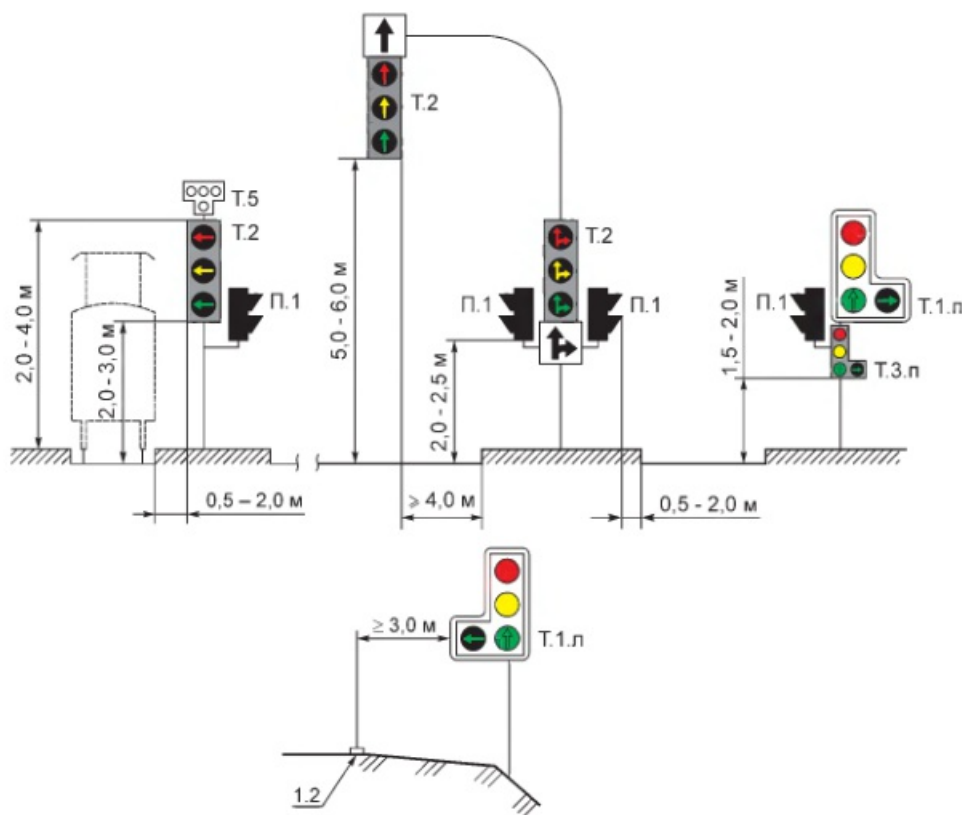 Т.2
Т.5
Т.2
Т.2
П.1
П.1
П.1
П.1
Т.1.п
Т.3.п
2,0 - 4,0 м
2,0 - 3,0 м
5,0 - 6,0 м
2,0 - 2,5 м
1,5 - 2,0 м
0,5 – 2,0 м
⩾ 4,0 м
0,5 - 2,0 м
≥ 3,0 м
Т.1.л
1.2